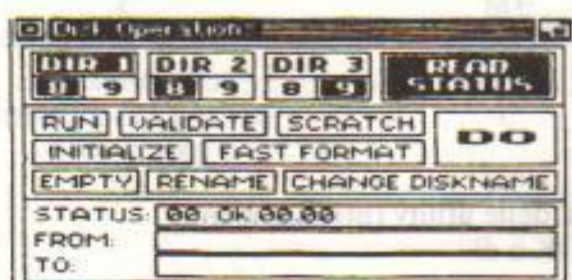 Disk Operation
DIR 1 DIR 2 DIR 3 READ STATUS
8 9 8 9 8 9
RUN VALIDATE SCRATCH
INITIALIZE FAST FORMAT DO
EMPTY RENAME CHANGE DISKNAME
STATUS: 00, OK 00,00
FROM:
TO: